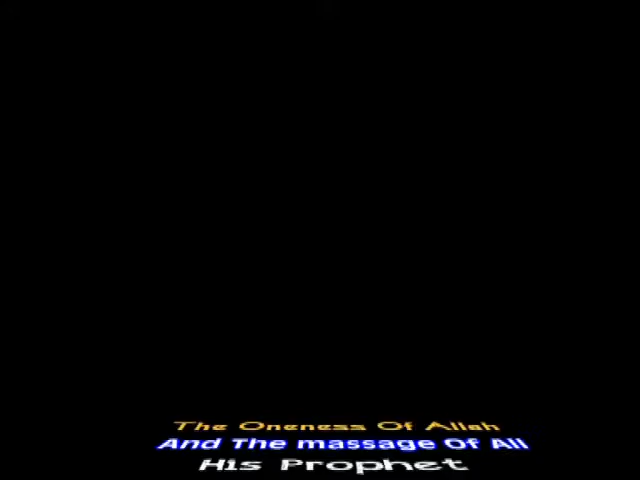 The Oneness Of Allah
And The massage Of All
His Prophet